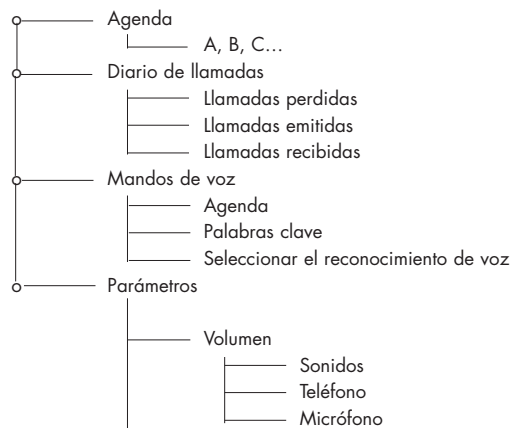 Agenda
A, B, C...
Diario de llamadas
Llamadas perdidas
Llamadas emitidas
Llamadas recibidas
Mandos de voz
Agenda
Palabras clave
Seleccionar el reconocimiento de voz
Parámetros
Volumen
Sonidos
Teléfono
Micrófono